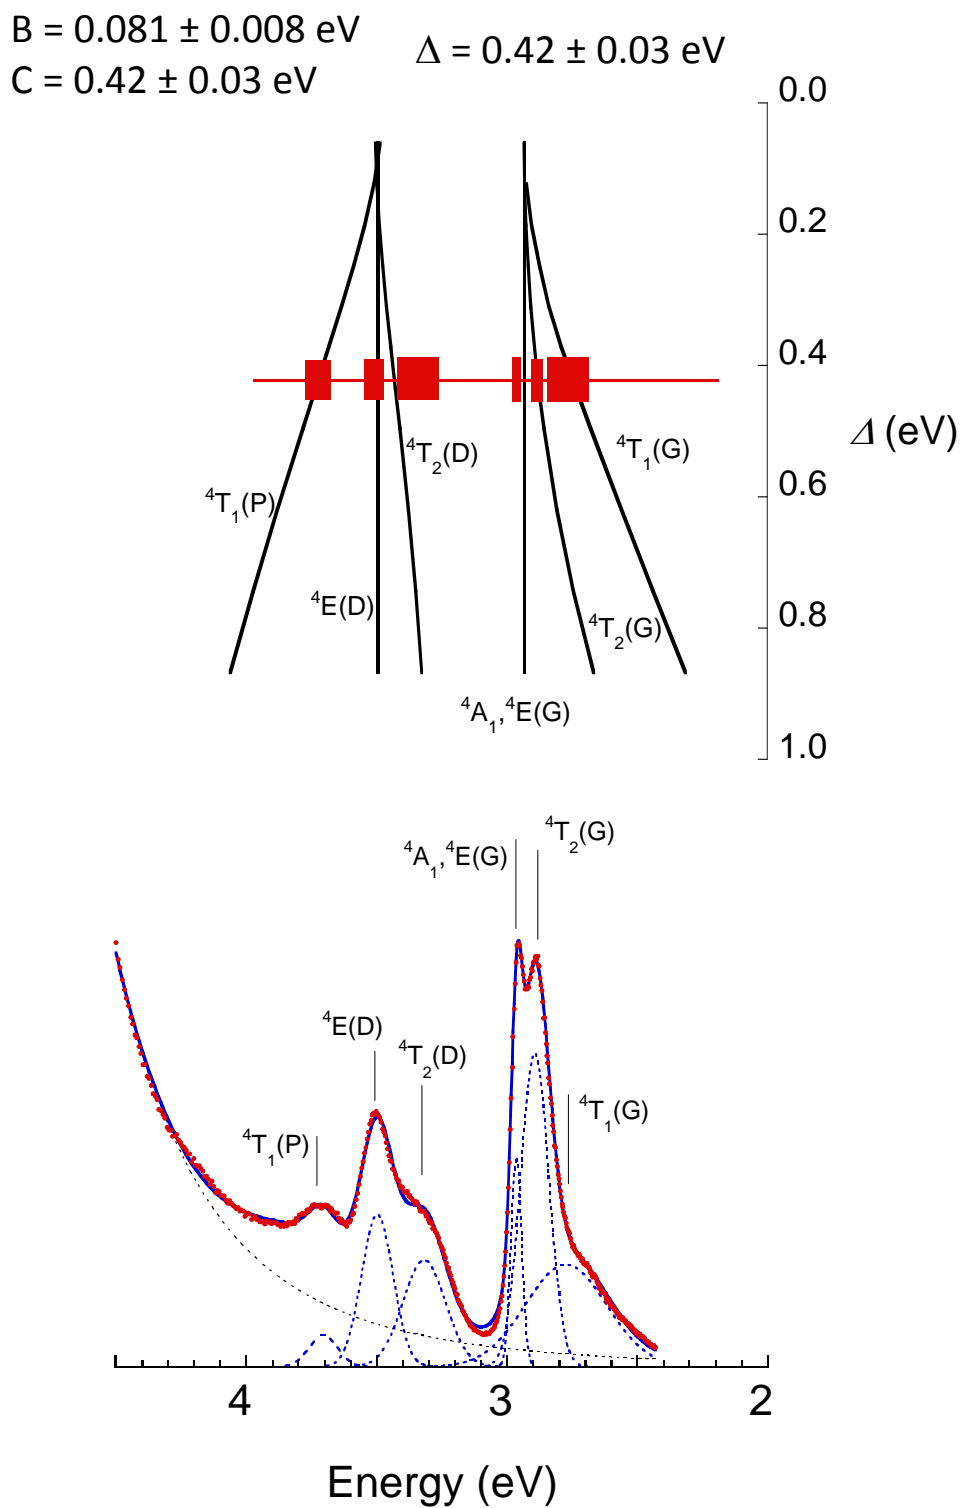 B = 0.081 ± 0.008 eV
C = 0.42 ± 0.03 eV
Δ = 0.42 ± 0.03 eV
0.0
0.2
0.4
Δ (eV)
⁴T₁(G)
⁴T₂(D)
0.6
⁴T₁(P)
⁴E(D)
0.8
⁴T₂(G)
⁴A₁,⁴E(G)
1.0
⁴T₂(G)
⁴A₁,⁴E(G)
⁴E(D)
⁴T₂(D)
⁴T₁(G)
⁴T₁(P)
4 3 2
Energy (eV)